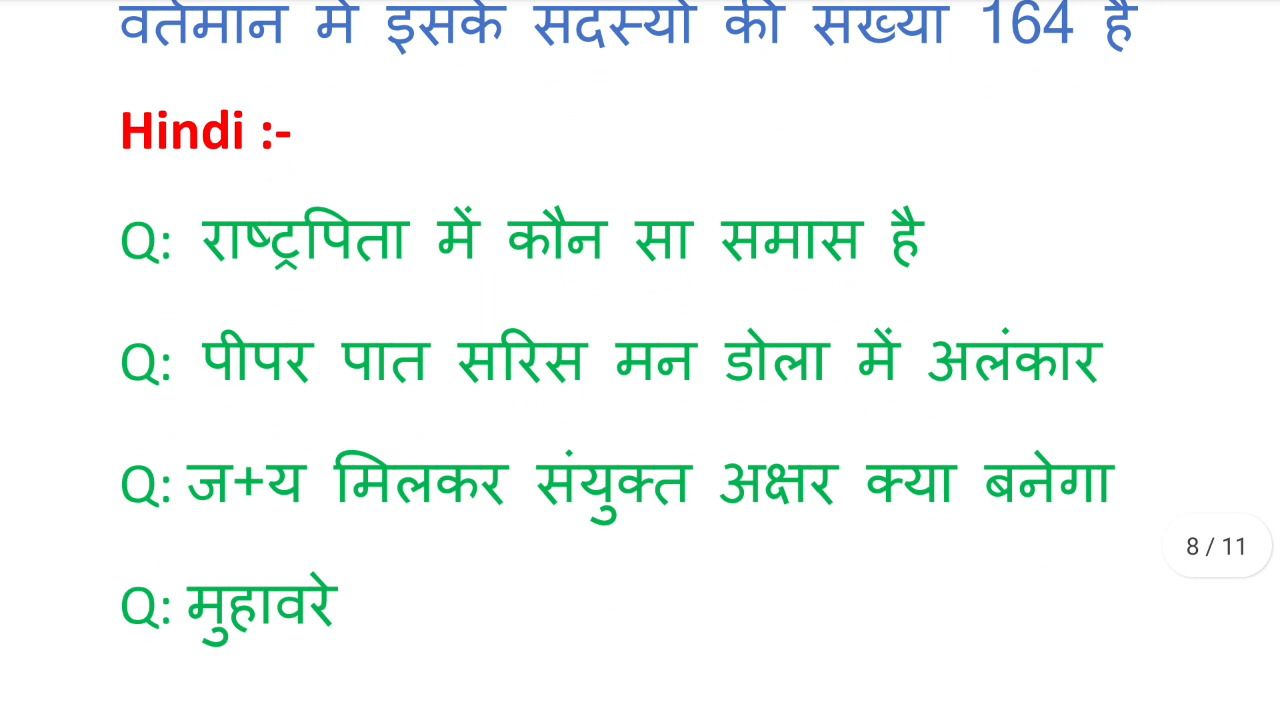 वर्तमान में इसके सदस्यों की संख्या 164 है
Hindi :-
Q: राष्ट्रपिता में कौन सा समास है
Q: पीपर पात सरिस मन डोला में अलंकार
Q: ज+य मिलकर संयुक्त अक्षर क्या बनेगा
8 / 11
Q: मुहावरे